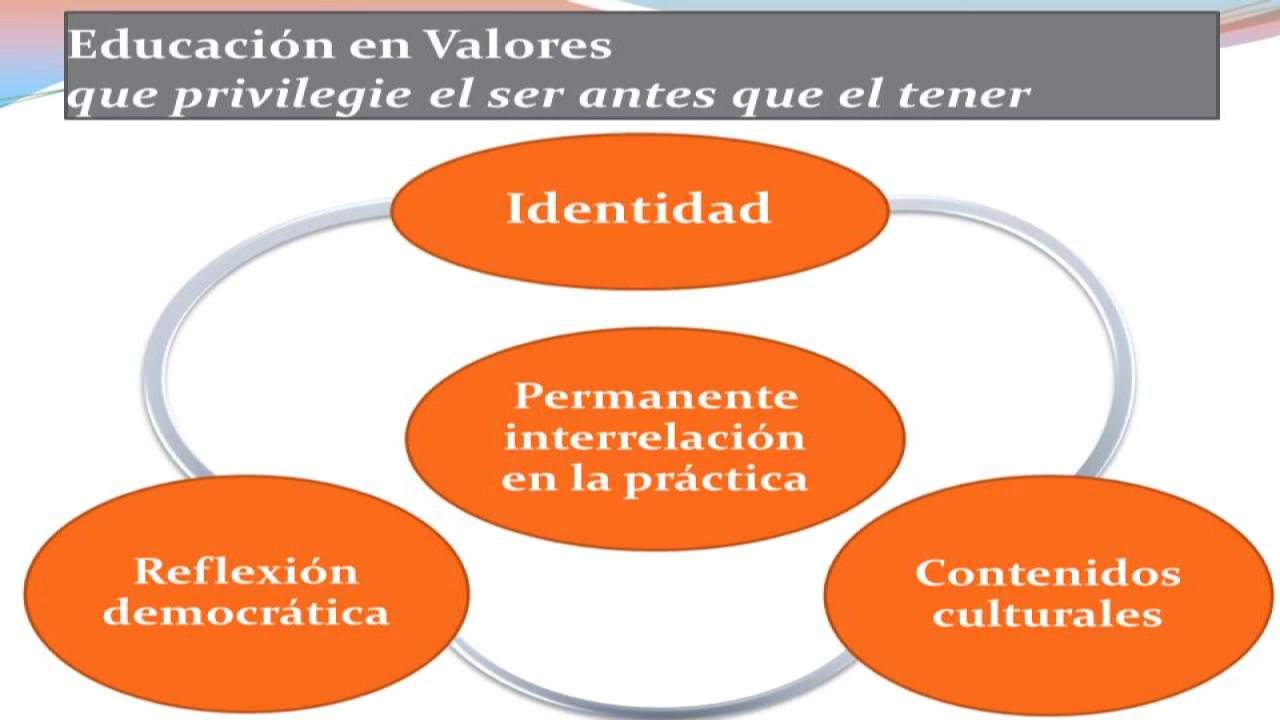 Educación en Valores
que privilegie el ser antes que el tener
Identidad
Permanente
interrelación
en la práctica
Reflexión
democrática
Contenidos
culturales